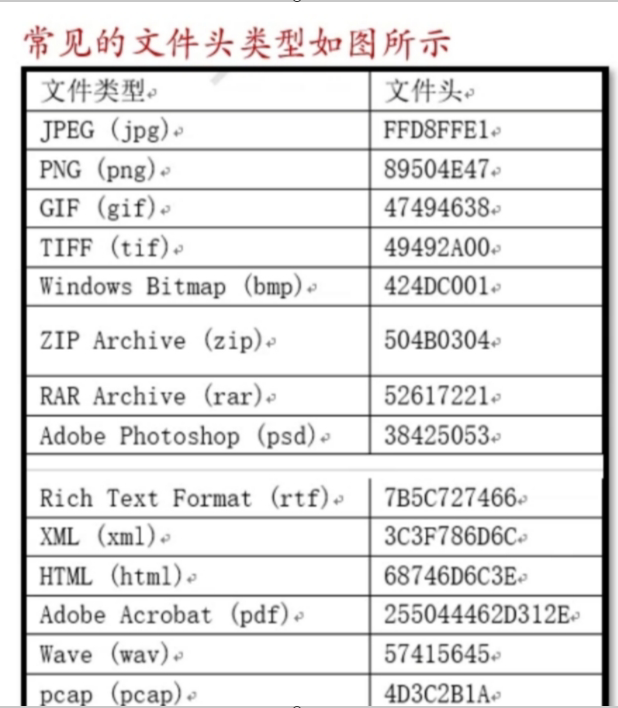 常见的文件头类型如图所示
文件类型 文件头
JPEG (jpg) FFD8FFE1
PNG (png) 89504E47
GIF (gif) 47494638
TIFF (tif) 49492A00
Windows Bitmap (bmp) 424DC001
ZIP Archive (zip) 504B0304
RAR Archive (rar) 52617221
Adobe Photoshop (psd) 38425053
Rich Text Format (rtf) 7B5C727466
XML (xml) 3C3F786D6C
HTML (html) 68746D6C3E
Adobe Acrobat (pdf) 255044462D312E
Wave (wav) 57415645
pcap (pcap) 4D3C2B1A